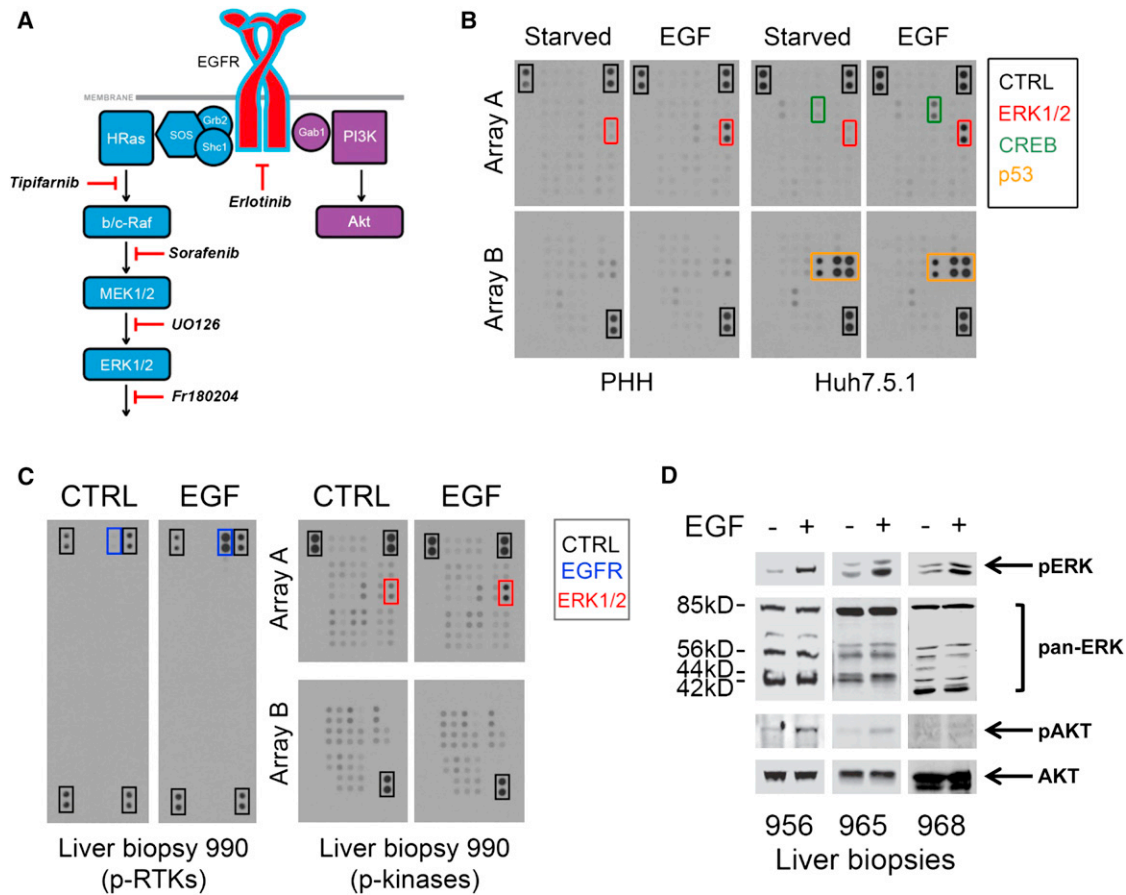 A
EGFR
MEMBRANE
HRas
SOS
Grb2
Shc1
Gab1
PI3K
Tipifarnib
Erlotinib
b/c-Raf
Akt
Sorafenib
MEK1/2
UO126
ERK1/2
Fr180204
B
Starved EGF Starved EGF
Array A
Array B
PHH Huh7.5.1
CTRL
ERK1/2
CREB
p53
C
CTRL EGF CTRL EGF
Array A
Array B
Liver biopsy 990
(p-RTKs)
Liver biopsy 990
(p-kinases)
CTRL
EGFR
ERK1/2
D
EGF - + - + - +
pERK
85kD-
56kD-
44kD-
42kD-
pan-ERK
pAKT
AKT
956 965 968
Liver biopsies